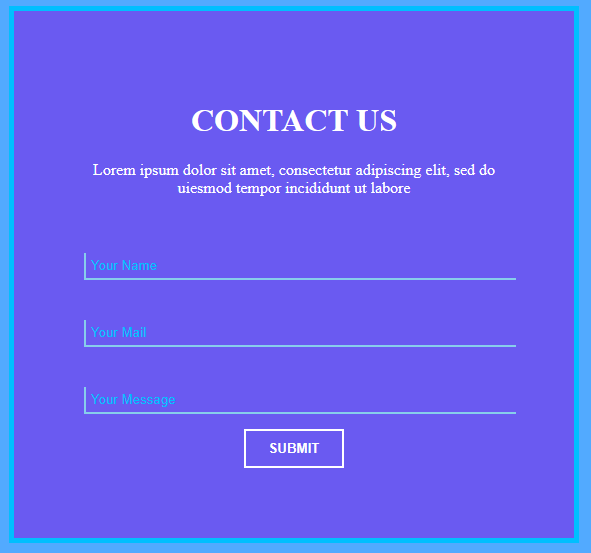 CONTACT US
Lorem ipsum dolor sit amet, consectetur adipiscing elit, sed do
uiesmod tempor incididunt ut labore
Your Name
Your Mail
Your Message
SUBMIT